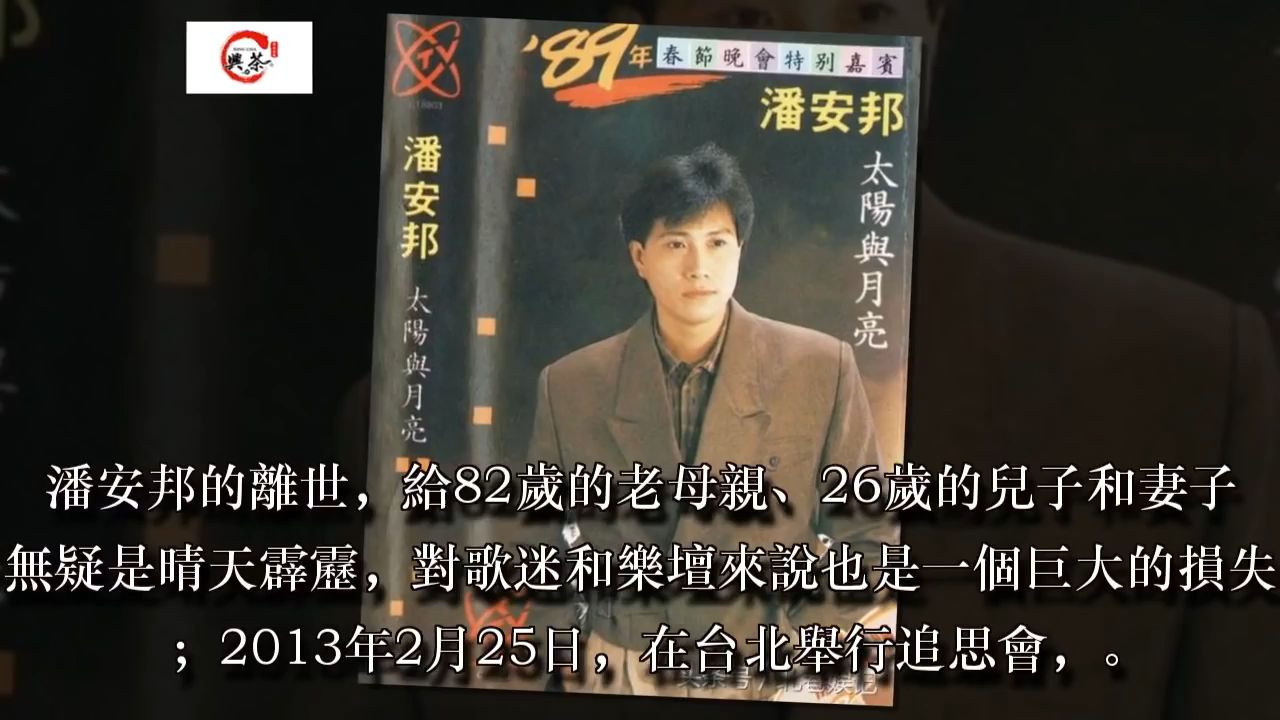 興茶
'89年春節晚會特別嘉賓
潘安邦
太陽與月亮
潘安邦
太陽與月亮
潘安邦的離世，給82歲的老母親、26歲的兒子和妻子
無疑是晴天霹靂，對歌迷和樂壇來說也是一個巨大的損失
；2013年2月25日，在台北舉行追思會，。